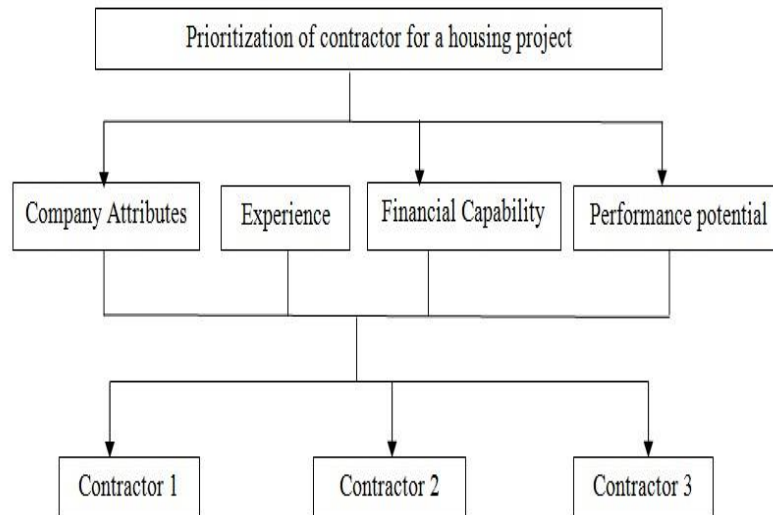 Prioritization of contractor for a housing project
Company Attributes
Experience
Financial Capability
Performance potential
Contractor 1
Contractor 2
Contractor 3